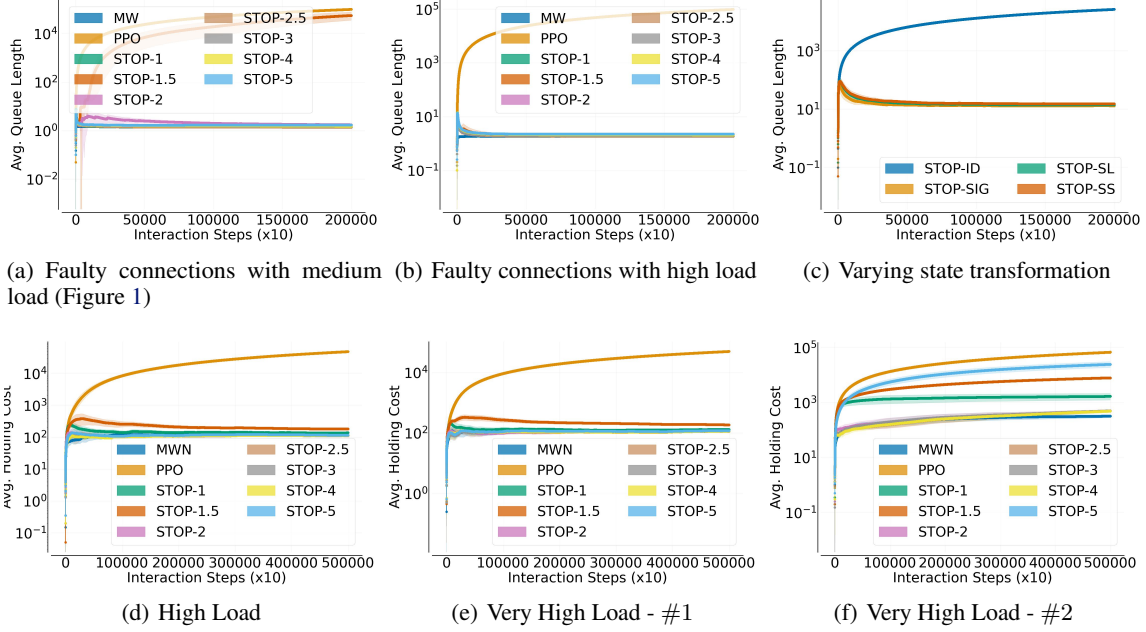 Avg. Queue Length
10^4
10^2
10^0
10^−2
MW
PPO
STOP-1
STOP-1.5
STOP-2
STOP-2.5
STOP-3
STOP-4
STOP-5
0 50000 100000 150000 200000
Interaction Steps (x10)
(a) Faulty connections with medium
load (Figure 1)
Avg. Queue Length
10^5
10^3
10^1
10^−1
MW
PPO
STOP-1
STOP-1.5
STOP-2
STOP-2.5
STOP-3
STOP-4
STOP-5
0 50000 100000 150000 200000
Interaction Steps (x10)
(b) Faulty connections with high load
Avg. Queue Length
10^3
10^1
10^−1
STOP-ID
STOP-SIG
STOP-SL
STOP-SS
0 50000 100000 150000 200000
Interaction Steps (x10)
(c) Varying state transformation
Avg. Holding Cost
10^4
10^3
10^2
10^1
10^0
10^−1
MWN
PPO
STOP-1
STOP-1.5
STOP-2
STOP-2.5
STOP-3
STOP-4
STOP-5
0 100000 200000 300000 400000 500000
Interaction Steps (x10)
(d) High Load
Avg. Holding Cost
10^4
10^2
10^0
MWN
PPO
STOP-1
STOP-1.5
STOP-2
STOP-2.5
STOP-3
STOP-4
STOP-5
0 100000 200000 300000 400000 500000
Interaction Steps (x10)
(e) Very High Load - #1
Avg. Holding Cost
10^5
10^3
10^1
10^−1
MWN
PPO
STOP-1
STOP-1.5
STOP-2
STOP-2.5
STOP-3
STOP-4
STOP-5
0 100000 200000 300000 400000 500000
Interaction Steps (x10)
(f) Very High Load - #2